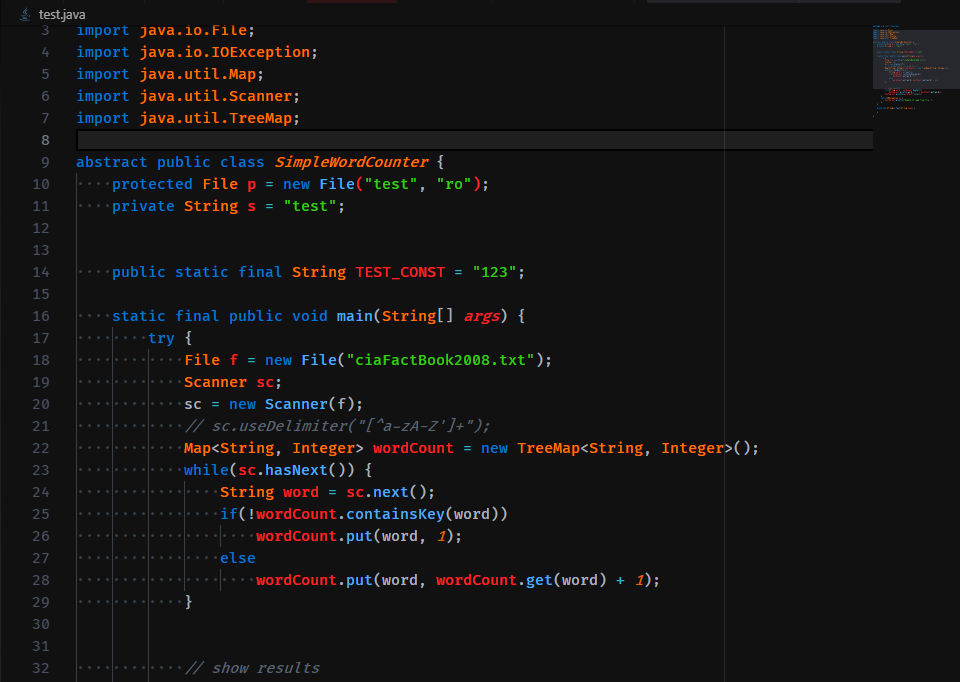 test.java
3 import java.io.File;
4 import java.io.IOException;
5 import java.util.Map;
6 import java.util.Scanner;
7 import java.util.TreeMap;
8
9 abstract public class SimpleWordCounter {
10 ····protected File p = new File("test", "ro");
11 ····private String s = "test";
12
13
14 ····public static final String TEST_CONST = "123";
15
16 ····static final public void main(String[] args) {
17 ········try {
18 ············File f = new File("ciaFactBook2008.txt");
19 ············Scanner sc;
20 ············sc = new Scanner(f);
21 ············// sc.useDelimiter("[^a-zA-Z']+");
22 ············Map<String, Integer> wordCount = new TreeMap<String, Integer>();
23 ············while(sc.hasNext()) {
24 ················String word = sc.next();
25 ················if(!wordCount.containsKey(word))
26 ····················wordCount.put(word, 1);
27 ················else
28 ····················wordCount.put(word, wordCount.get(word) + 1);
29 ············}
30
31
32 ············// show results